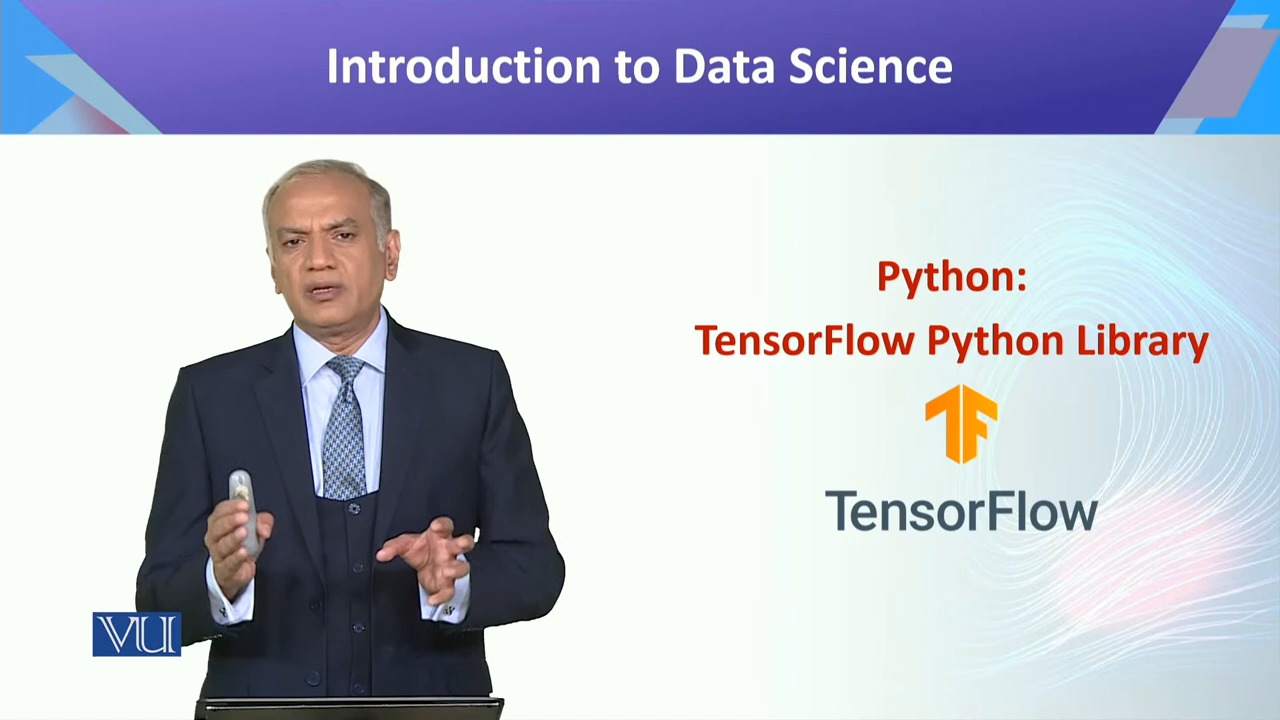 Introduction to Data Science
Python:
TensorFlow Python Library
TensorFlow
VU